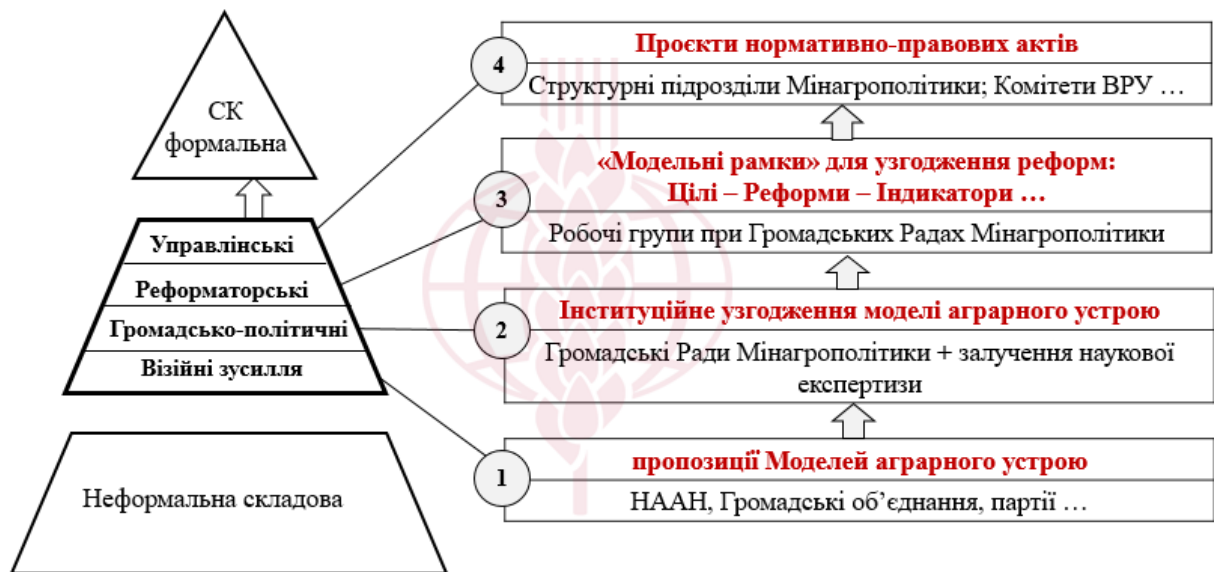 СК
формальна
Управлінські
Реформаторські
Громадсько-політичні
Візійні зусилля
Неформальна складова
4
Проєкти нормативно-правових актів
Структурні підрозділи Мінагрополітики; Комітети ВРУ …
3
«Модельні рамки» для узгодження реформ:
Цілі – Реформи – Індикатори …
Робочі групи при Громадських Радах Мінагрополітики
2
Інституційне узгодження моделі аграрного устрою
Громадські Ради Мінагрополітики + залучення наукової
експертизи
1
пропозиції Моделей аграрного устрою
НААН, Громадські об’єднання, партії …